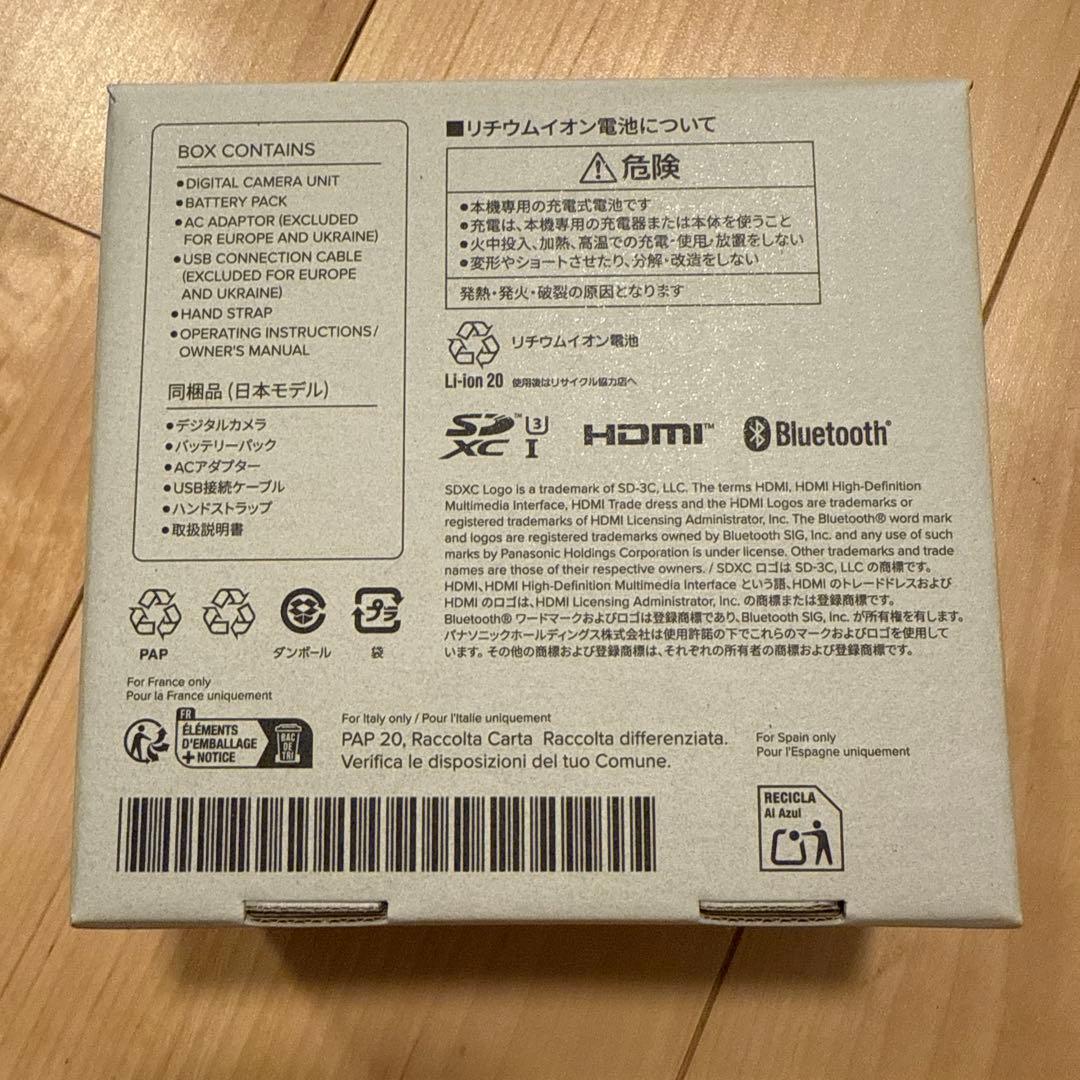 BOX CONTAINS
●DIGITAL CAMERA UNIT
●BATTERY PACK
●AC ADAPTOR (EXCLUDED
FOR EUROPE AND UKRAINE)
●USB CONNECTION CABLE
(EXCLUDED FOR EUROPE
AND UKRAINE)
●HAND STRAP
●OPERATING INSTRUCTIONS/
OWNER'S MANUAL
同梱品 (日本モデル)
●デジタルカメラ
●バッテリーパック
●ACアダプター
●USB接続ケーブル
●ハンドストラップ
●取扱説明書
■リチウムイオン電池について
危険
●本機専用の充電式電池です
●充電は、本機専用の充電器または本体を使うこと
●火中投入、加熱、高温での充電・使用・放置をしない
●変形やショートさせたり、分解・改造をしない
発熱・発火・破裂の原因となります
リチウムイオン電池
Li-ion 20 使用後はリサイクル協力店へ
SD XC ™ I 3
HDMI™
Bluetooth®
SDXC Logo is a trademark of SD-3C, LLC. The terms HDMI, HDMI High-Definition
Multimedia Interface, HDMI Trade dress and the HDMI Logos are trademarks or
registered trademarks of HDMI Licensing Administrator, Inc. The Bluetooth® word mark
and logos are registered trademarks owned by Bluetooth SIG, Inc. and any use of such
marks by Panasonic Holdings Corporation is under license. Other trademarks and trade
names are those of their respective owners. / SDXC ロゴは SD-3C, LLC の商標です。
HDMI、HDMI High-Definition Multimedia Interface という語、HDMI のトレードドレスおよび
HDMI のロゴは、HDMI Licensing Administrator, Inc. の商標または登録商標です。
Bluetooth® ワードマークおよびロゴは登録商標であり、Bluetooth SIG, Inc. が所有権を有します。
パナソニックホールディングス株式会社は使用許諾の下でこれらのマークおよびロゴを使用して
います。その他の商標および登録商標は、それぞれの所有者の商標および登録商標です。
PAP
ダンボール
プラ
袋
For France only
Pour la France uniquement
FR
ÉLÉMENTS
D'EMBALLAGE
+ NOTICE
BAC
DE
TRI
For Italy only / Pour l'Italie uniquement
PAP 20, Raccolta Carta Raccolta differenziata.
Verifica le disposizioni del tuo Comune.
For Spain only
Pour l'Espagne uniquement
RECICLA
Al Azul